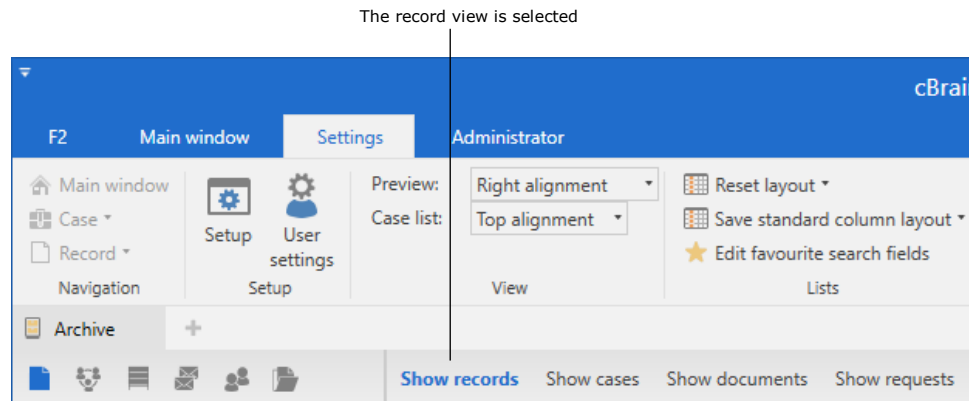 The record view is selected
cBrain
F2 Main window Settings Administrator
Main window
Case
Record
Navigation
Setup
User
settings
Setup
Preview: Right alignment
Case list: Top alignment
View
Reset layout
Save standard column layout
Edit favourite search fields
Lists
Archive
Show records Show cases Show documents Show requests